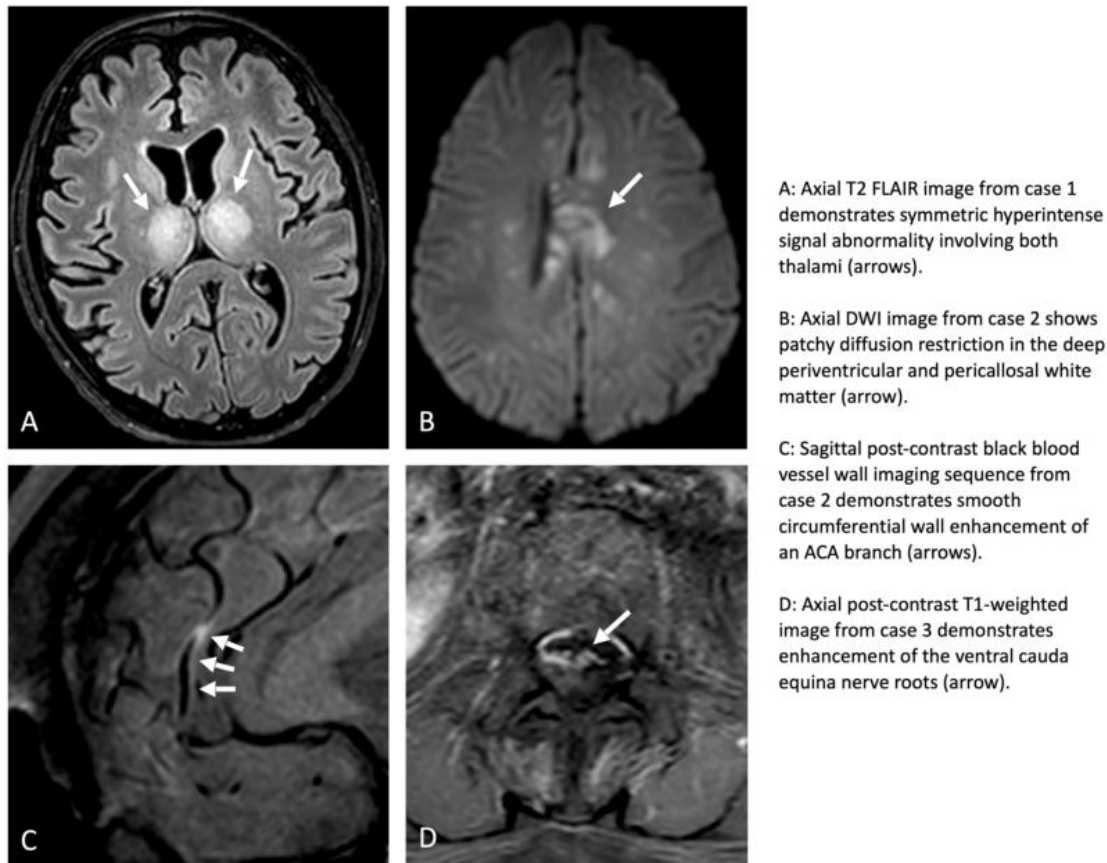 A
B
C
D
A: Axial T2 FLAIR image from case 1
demonstrates symmetric hyperintense
signal abnormality involving both
thalami (arrows).
B: Axial DWI image from case 2 shows
patchy diffusion restriction in the deep
periventricular and pericallosal white
matter (arrow).
C: Sagittal post-contrast black blood
vessel wall imaging sequence from
case 2 demonstrates smooth
circumferential wall enhancement of
an ACA branch (arrows).
D: Axial post-contrast T1-weighted
image from case 3 demonstrates
enhancement of the ventral cauda
equina nerve roots (arrow).